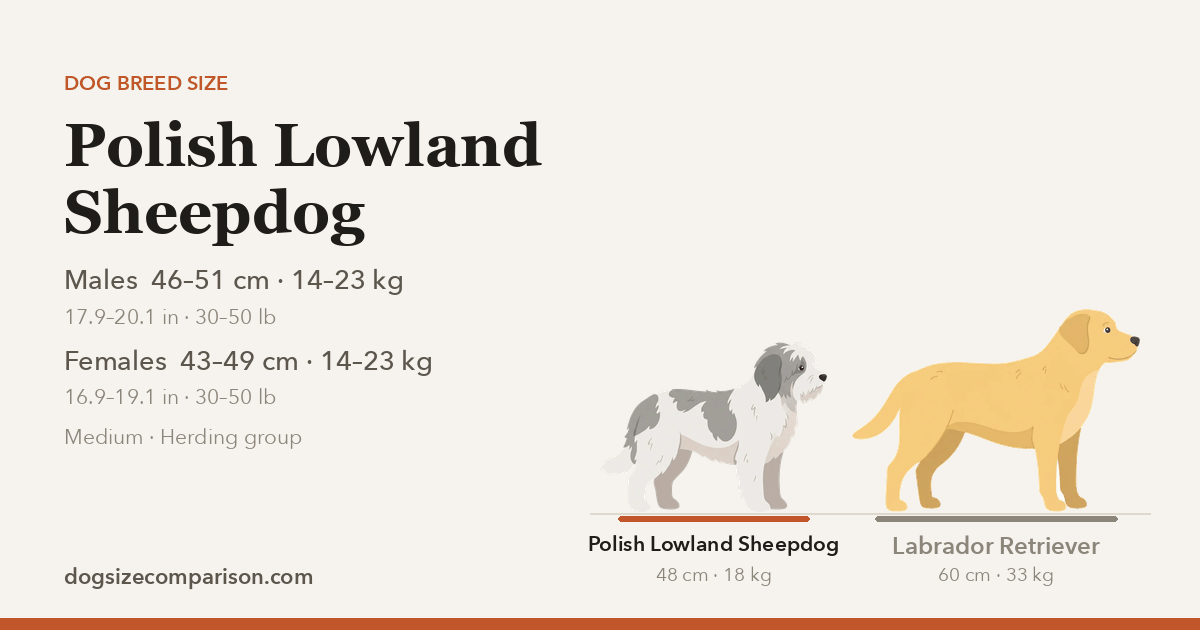 DOG BREED SIZE
Polish Lowland
Sheepdog
Males 46–51 cm · 14–23 kg
17.9–20.1 in · 30–50 lb
Females 43–49 cm · 14–23 kg
16.9–19.1 in · 30–50 lb
Medium · Herding group
Polish Lowland Sheepdog
48 cm · 18 kg
Labrador Retriever
60 cm · 33 kg
dogsizecomparison.com